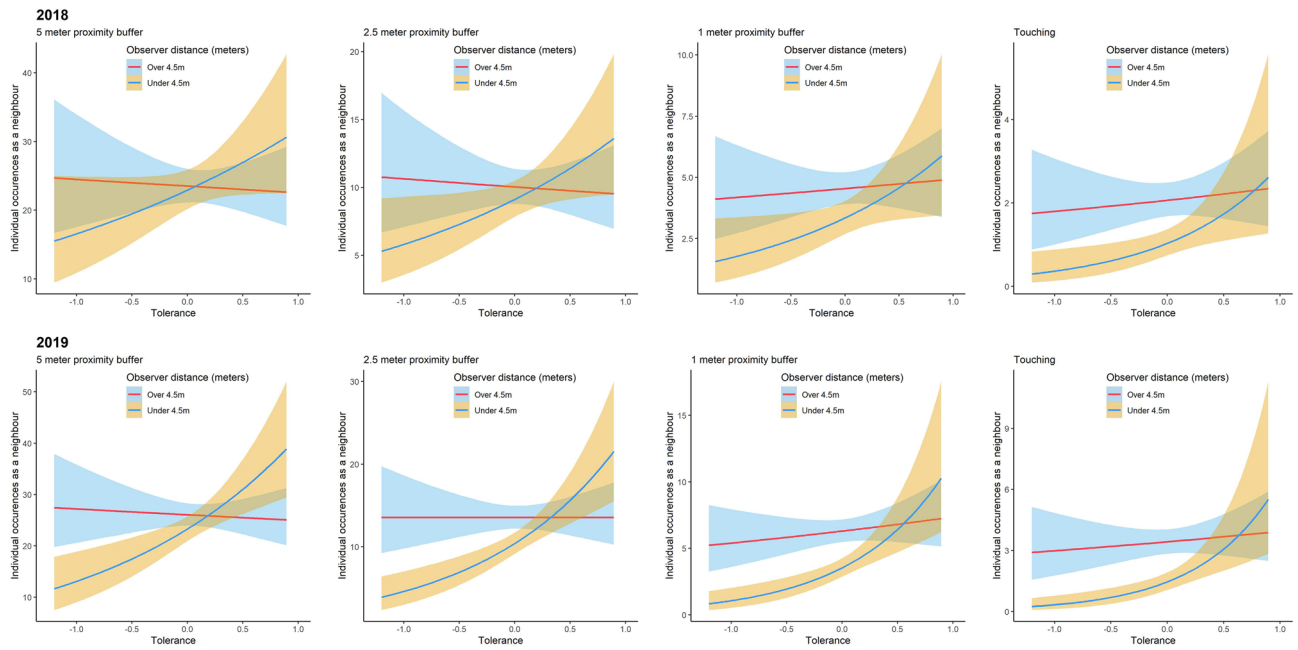 2018
5 meter proximity buffer
Individual occurences as a neighbour
40
30
20
10
Observer distance (meters)
Over 4.5m
Under 4.5m
-1.0 -0.5 0.0 0.5 1.0
Tolerance
2.5 meter proximity buffer
Individual occurences as a neighbour
20
15
10
5
Observer distance (meters)
Over 4.5m
Under 4.5m
-1.0 -0.5 0.0 0.5 1.0
Tolerance
1 meter proximity buffer
Individual occurences as a neighbour
10.0
7.5
5.0
2.5
Observer distance (meters)
Over 4.5m
Under 4.5m
-1.0 -0.5 0.0 0.5 1.0
Tolerance
Touching
Individual occurences as a neighbour
4
2
0
Observer distance (meters)
Over 4.5m
Under 4.5m
-1.0 -0.5 0.0 0.5 1.0
Tolerance
2019
5 meter proximity buffer
Individual occurences as a neighbour
50
40
30
20
10
Observer distance (meters)
Over 4.5m
Under 4.5m
-1.0 -0.5 0.0 0.5 1.0
Tolerance
2.5 meter proximity buffer
Individual occurences as a neighbour
30
20
10
Observer distance (meters)
Over 4.5m
Under 4.5m
-1.0 -0.5 0.0 0.5 1.0
Tolerance
1 meter proximity buffer
Individual occurences as a neighbour
15
10
5
0
Observer distance (meters)
Over 4.5m
Under 4.5m
-1.0 -0.5 0.0 0.5 1.0
Tolerance
Touching
Individual occurences as a neighbour
9
6
3
0
Observer distance (meters)
Over 4.5m
Under 4.5m
-1.0 -0.5 0.0 0.5 1.0
Tolerance